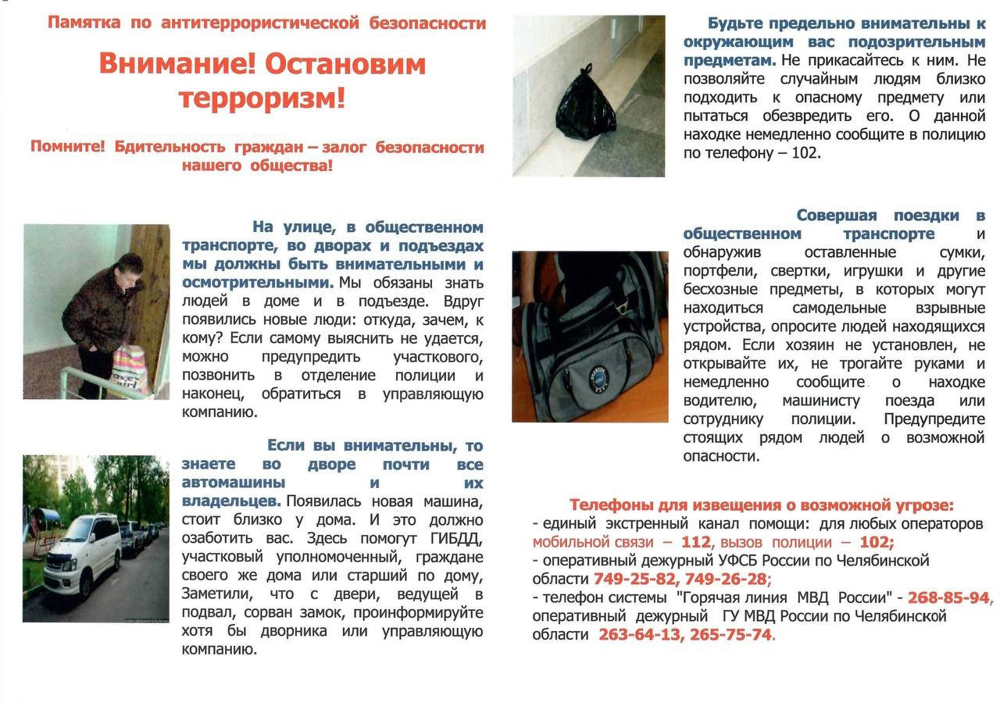 Памятка по антитеррористической безопасности
Внимание! Остановим
терроризм!
Помните! Бдительность граждан – залог безопасности
нашего общества!
На улице, в общественном
транспорте, во дворах и подъездах
мы должны быть внимательными и
осмотрительными. Мы обязаны знать
людей в доме и в подъезде. Вдруг
появились новые люди: откуда, зачем, к
кому? Если самому выяснить не удается,
можно предупредить участкового,
позвонить в отделение полиции и
наконец, обратиться в управляющую
компанию.
Если вы внимательны, то
знаете во дворе почти все
автомашины и их
владельцев. Появилась новая машина,
стоит близко у дома. И это должно
озаботить вас. Здесь помогут ГИБДД,
участковый уполномоченный, граждане
своего же дома или старший по дому,
Заметили, что с двери, ведущей в
подвал, сорван замок, проинформируйте
хотя бы дворника или управляющую
компанию.
Будьте предельно внимательны к
окружающим вас подозрительным
предметам. Не прикасайтесь к ним. Не
позволяйте случайным людям близко
подходить к опасному предмету или
пытаться обезвредить его. О данной
находке немедленно сообщите в полицию
по телефону – 102.
Совершая поездки в
общественном транспорте и
обнаружив оставленные сумки,
портфели, свертки, игрушки и другие
бесхозные предметы, в которых могут
находиться самодельные взрывные
устройства, опросите людей находящихся
рядом. Если хозяин не установлен, не
открывайте их, не трогайте руками и
немедленно сообщите о находке
водителю, машинисту поезда или
сотруднику полиции. Предупредите
стоящих рядом людей о возможной
опасности.
Телефоны для извещения о возможной угрозе:
- единый экстренный канал помощи: для любых операторов
мобильной связи – 112, вызов полиции – 102;
- оперативный дежурный УФСБ России по Челябинской
области 749-25-82, 749-26-28;
- телефон системы "Горячая линия МВД России" - 268-85-94,
оперативный дежурный ГУ МВД России по Челябинской
области 263-64-13, 265-75-74.